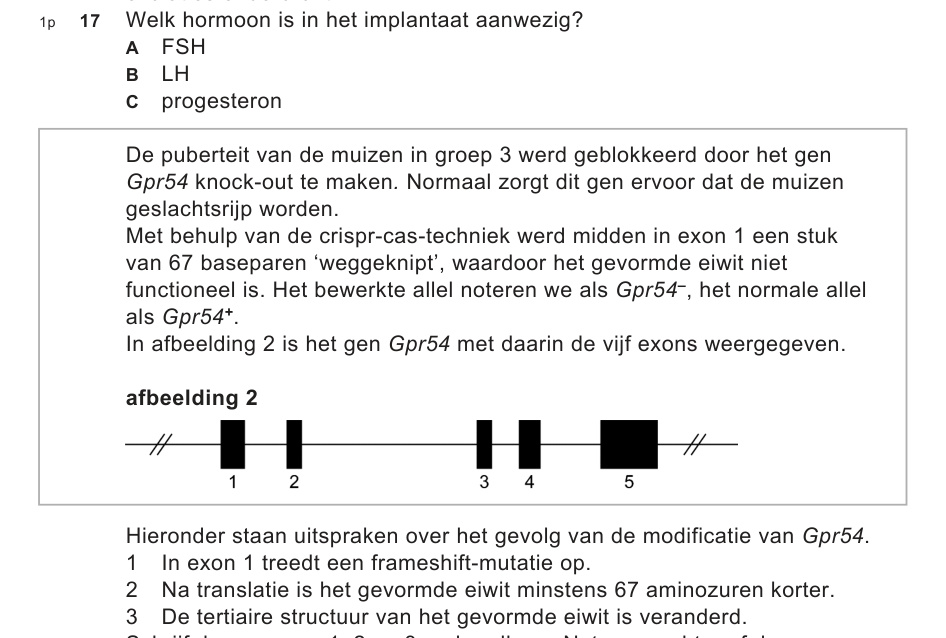 1p 17 Welk hormoon is in het implantaat aanwezig?
A FSH
B LH
C progesteron
De puberteit van de muizen in groep 3 werd geblokkeerd door het gen
Gpr54 knock-out te maken. Normaal zorgt dit gen ervoor dat de muizen
geslachtsrijp worden.
Met behulp van de crispr-cas-techniek werd midden in exon 1 een stuk
van 67 baseparen ‘weggeknipt’, waardoor het gevormde eiwit niet
functioneel is. Het bewerkte allel noteren we als Gpr54⁻, het normale allel
als Gpr54⁺.
In afbeelding 2 is het gen Gpr54 met daarin de vijf exons weergegeven.
afbeelding 2
1 2 3 4 5
Hieronder staan uitspraken over het gevolg van de modificatie van Gpr54.
1 In exon 1 treedt een frameshift-mutatie op.
2 Na translatie is het gevormde eiwit minstens 67 aminozuren korter.
3 De tertiaire structuur van het gevormde eiwit is veranderd.